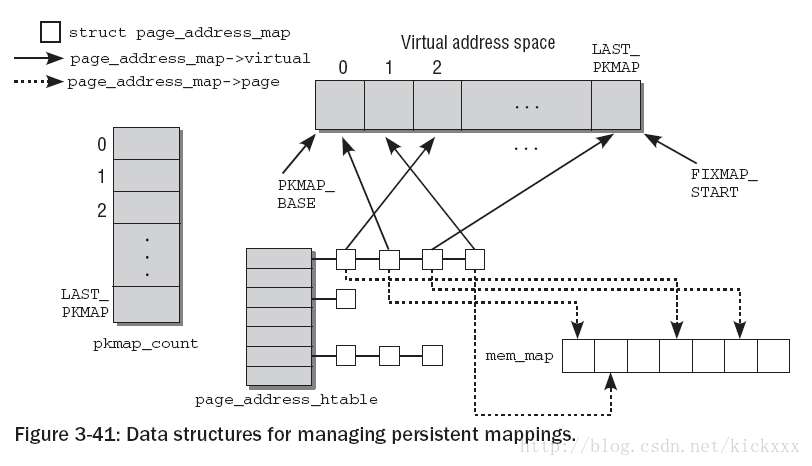 struct page_address_map
page_address_map->virtual
page_address_map->page
Virtual address space
0 1 2 LAST_
PKMAP
...
...
PKMAP_
BASE
FIXMAP_
START
0
1
2
LAST_
PKMAP
pkmap_count
page_address_htable
mem_map
Figure 3-41: Data structures for managing persistent mappings.
http://blog.csdn.net/kickxxx